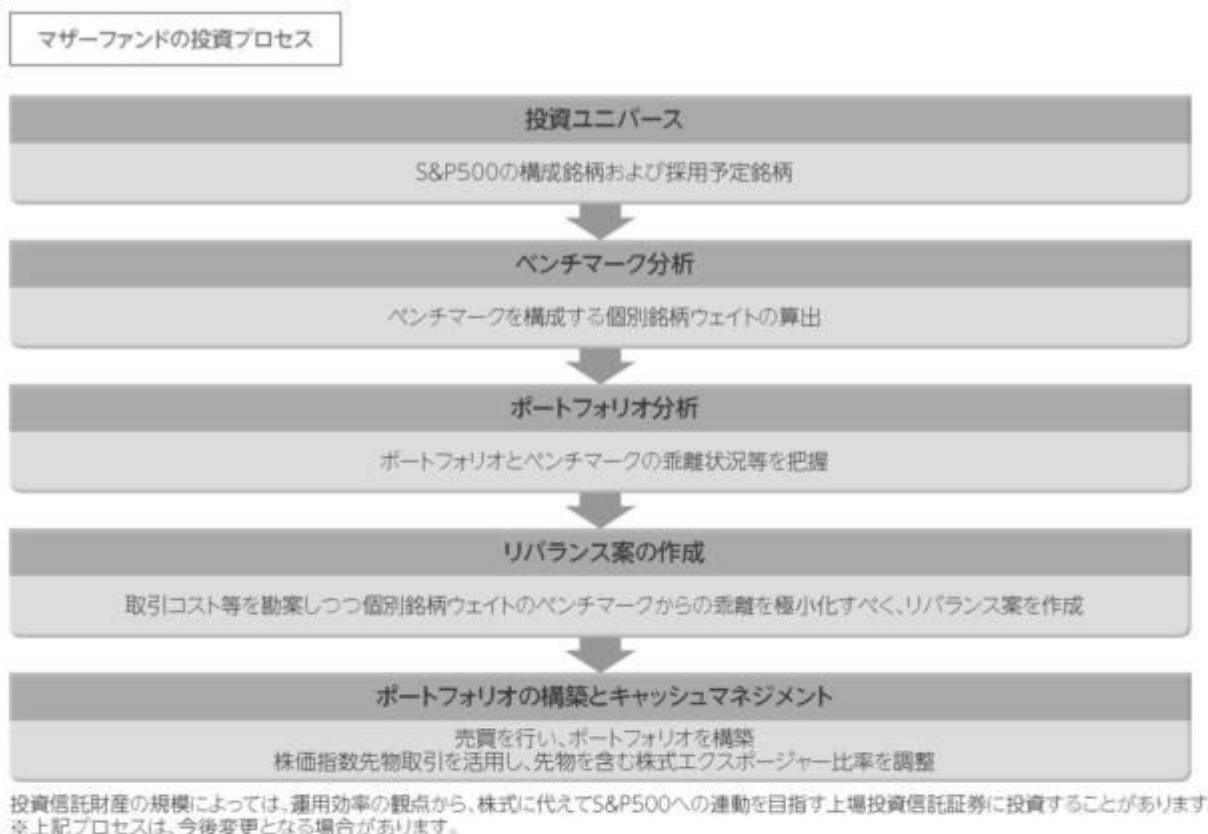 マザーファンドの投資プロセス
投資ユニバース
S&P500の構成銘柄および採用予定銘柄
ベンチマーク分析
ベンチマークを構成する個別銘柄ウェイトの算出
ポートフォリオ分析
ポートフォリオとベンチマークの乖離状況等を把握
リバランス案の作成
取引コスト等を勘案しつつ個別銘柄ウェイトのベンチマークからの乖離を極小化すべく、リバランス案を作成
ポートフォリオの構築とキャッシュマネジメント
売買を行い、ポートフォリオを構築
株価指数先物取引を活用し、先物を含む株式エクスポージャー比率を調整
投資信託財産の規模によっては、運用効率の観点から、株式に代えてS&P500への連動を目指す上場投資信託証券に投資することがあります
※上記プロセスは、今後変更となる場合があります。